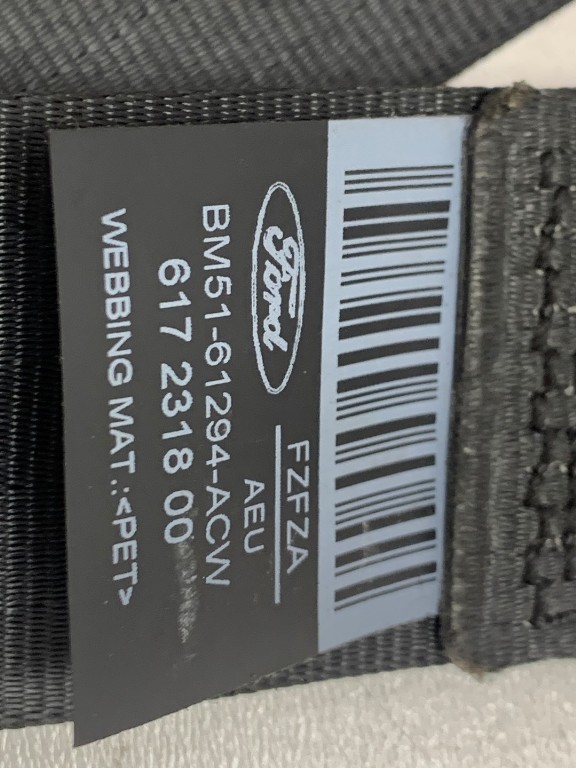 Ford
FZFZA
AEU
BM51-61294-ACW
617 2318 00
WEBBING MAT.:<PET>